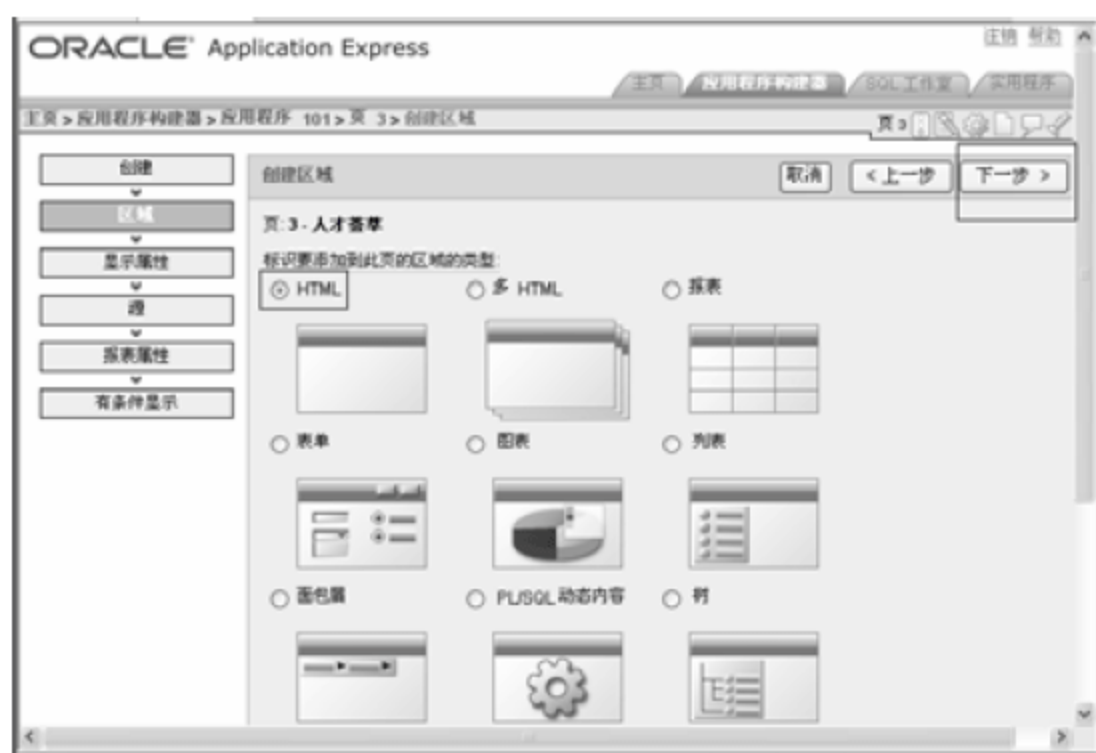 ORACLE Application Express
注销 帮助
主页 应用程序构建器 SQL 工作室 实用程序
主页 > 应用程序构建器 > 应用程序 101 > 页 3 > 创建区域
页 3
创建
区域
显示属性
源
报表属性
有条件显示
创建区域
取消 < 上一步 下一步 >
页: 3 - 人才荟萃
标识要添加到此页的区域的类型:
HTML 多 HTML 报表
表单 图表 列表
面包屑 PL/SQL 动态内容 树